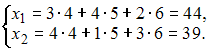 x₁ = 3·4 + 4·5 + 2·6 = 44,
x₂ = 4·4 + 1·5 + 3·6 = 39.